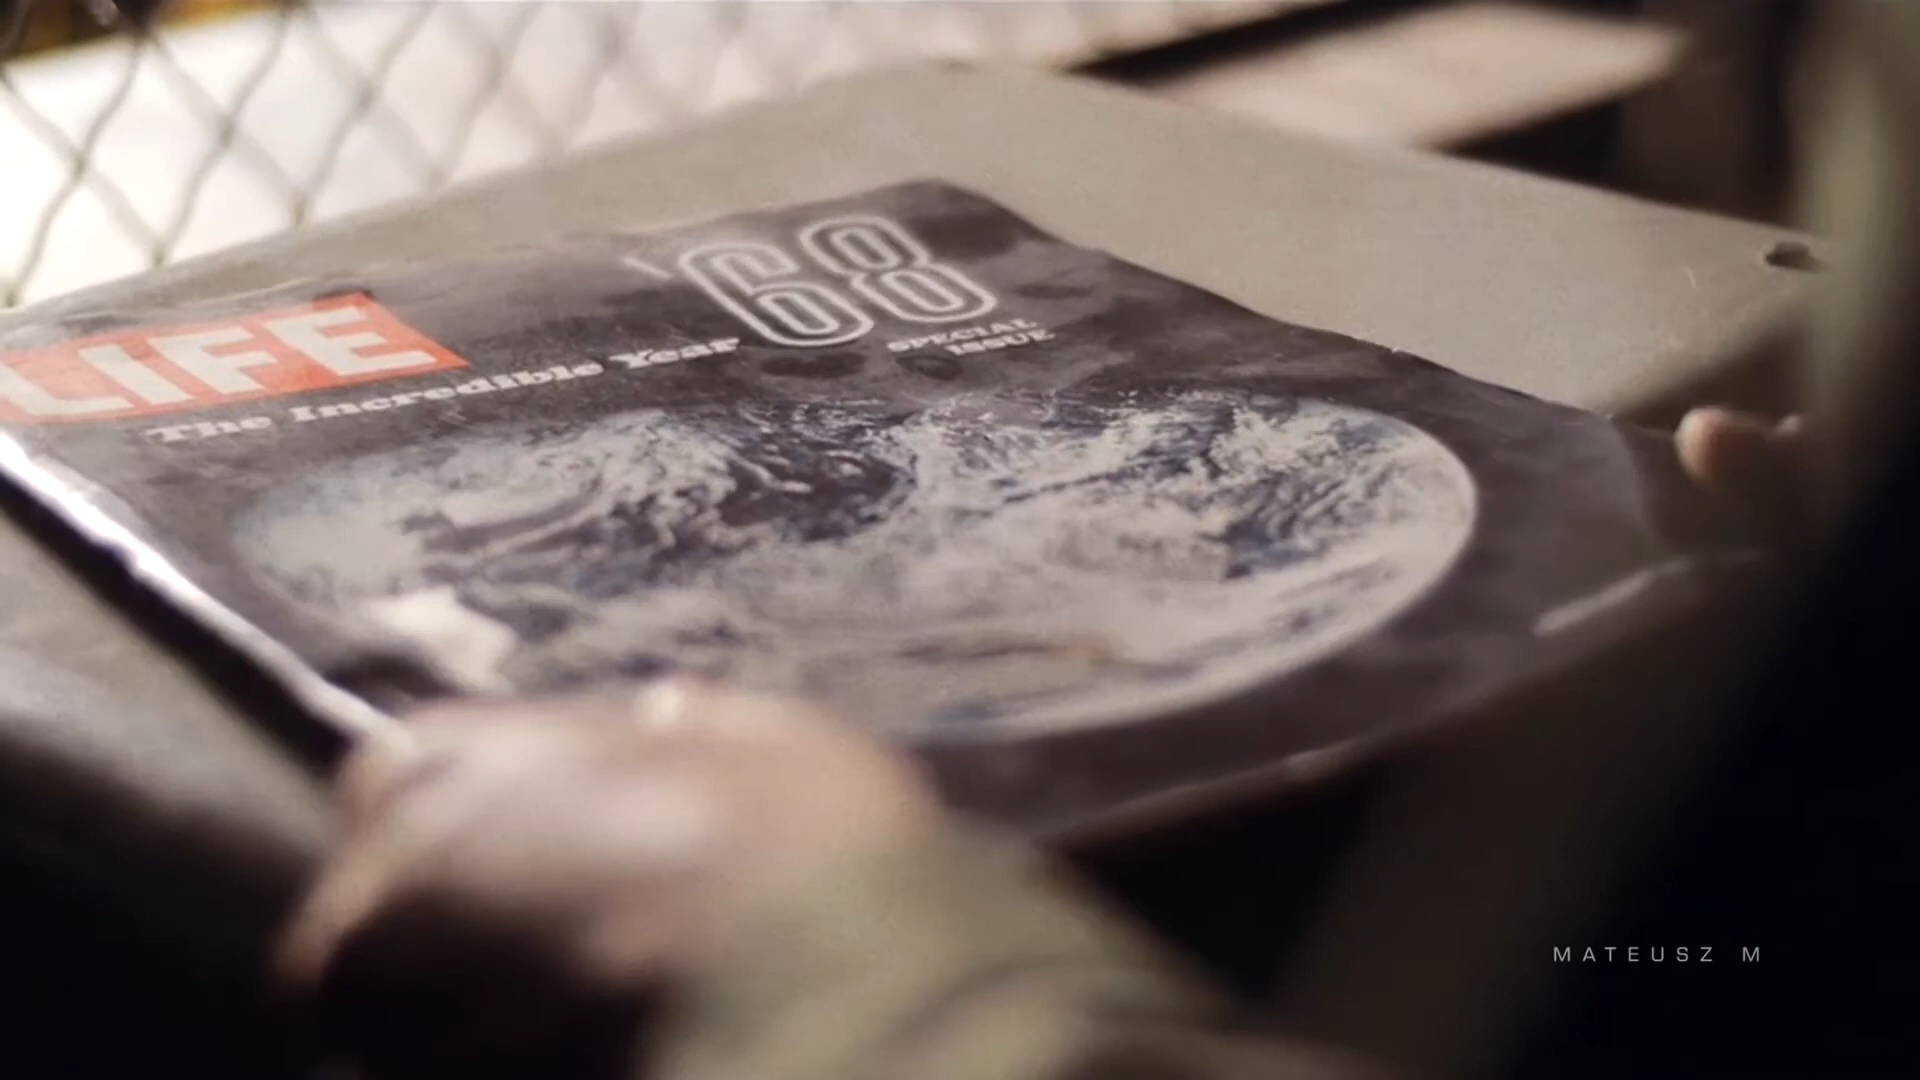 LIFE
The Incredible Year '68
SPECIAL
ISSUE
MATEUSZ M